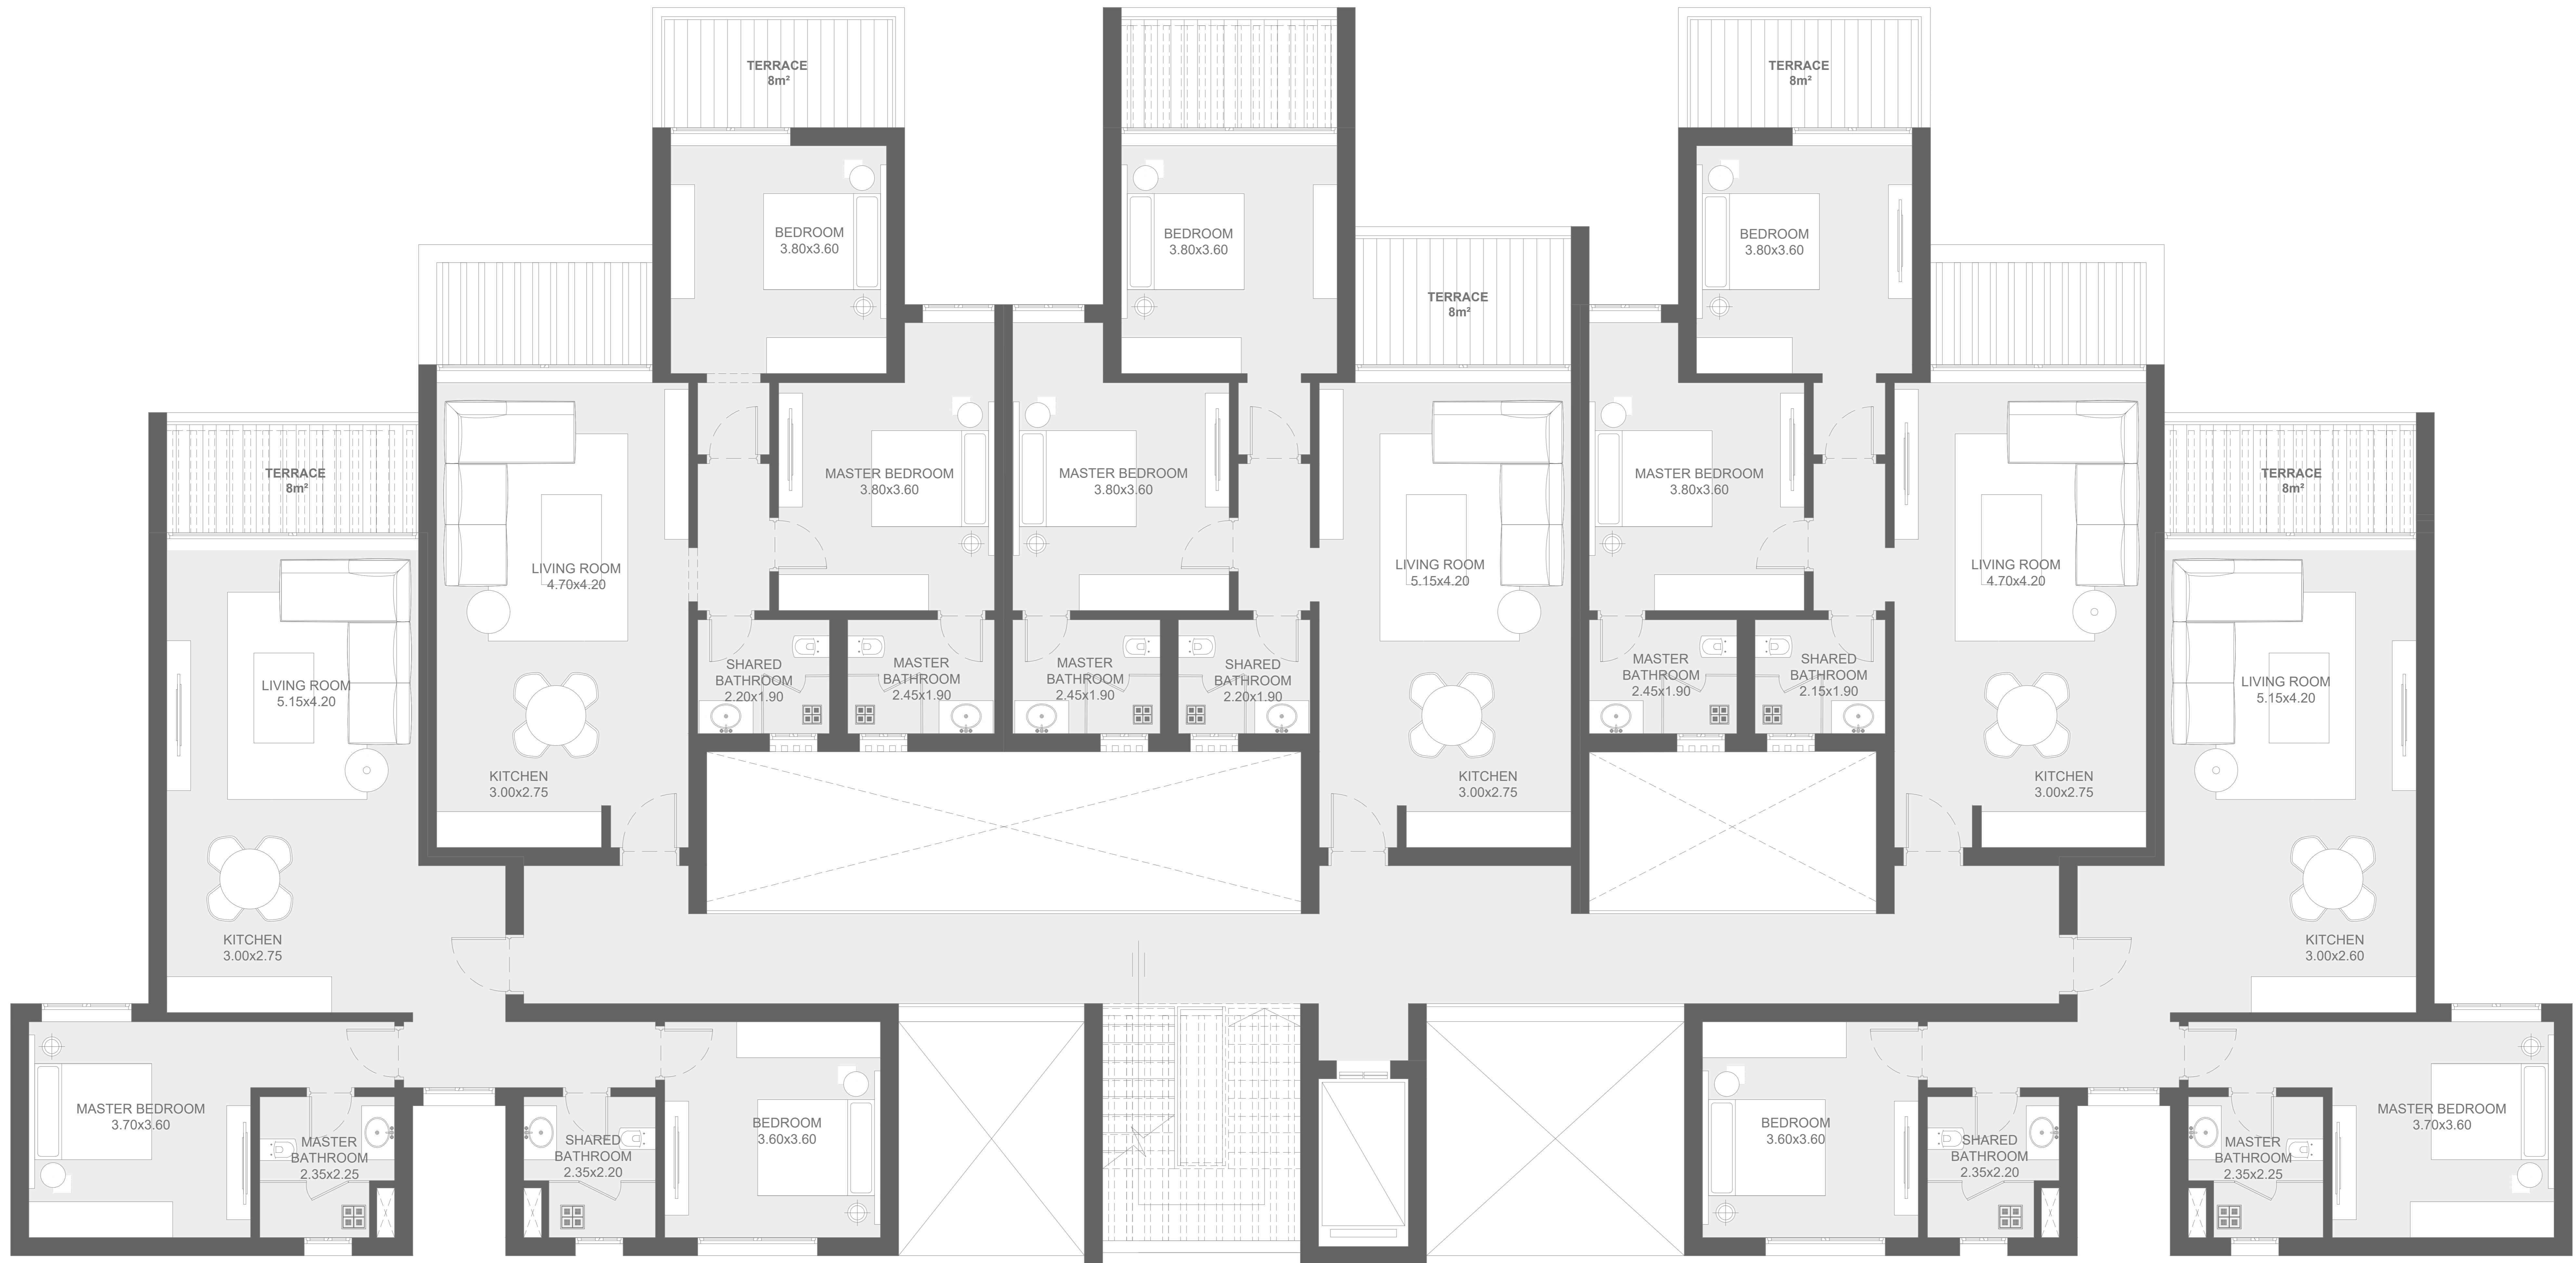 TERRACE
8m²
TERRACE
8m²
BEDROOM
3.80x3.60
BEDROOM
3.80x3.60
BEDROOM
3.80x3.60
TERRACE
8m²
TERRACE
8m²
MASTER BEDROOM
3.80x3.60
MASTER BEDROOM
3.80x3.60
MASTER BEDROOM
3.80x3.60
TERRACE
8m²
LIVING ROOM
4.70x4.20
LIVING ROOM
5.15x4.20
LIVING ROOM
4.70x4.20
LIVING ROOM
5.15x4.20
SHARED
BATHROOM
2.20x1.90
MASTER
BATHROOM
2.45x1.90
MASTER
BATHROOM
2.45x1.90
SHARED
BATHROOM
2.20x1.90
MASTER
BATHROOM
2.45x1.90
SHARED
BATHROOM
2.15x1.90
LIVING ROOM
5.15x4.20
KITCHEN
3.00x2.75
KITCHEN
3.00x2.75
KITCHEN
3.00x2.75
KITCHEN
3.00x2.75
KITCHEN
3.00x2.60
MASTER BEDROOM
3.70x3.60
MASTER
BATHROOM
2.35x2.25
SHARED
BATHROOM
2.35x2.20
BEDROOM
3.60x3.60
BEDROOM
3.60x3.60
SHARED
BATHROOM
2.35x2.20
MASTER
BATHROOM
2.35x2.25
MASTER BEDROOM
3.70x3.60